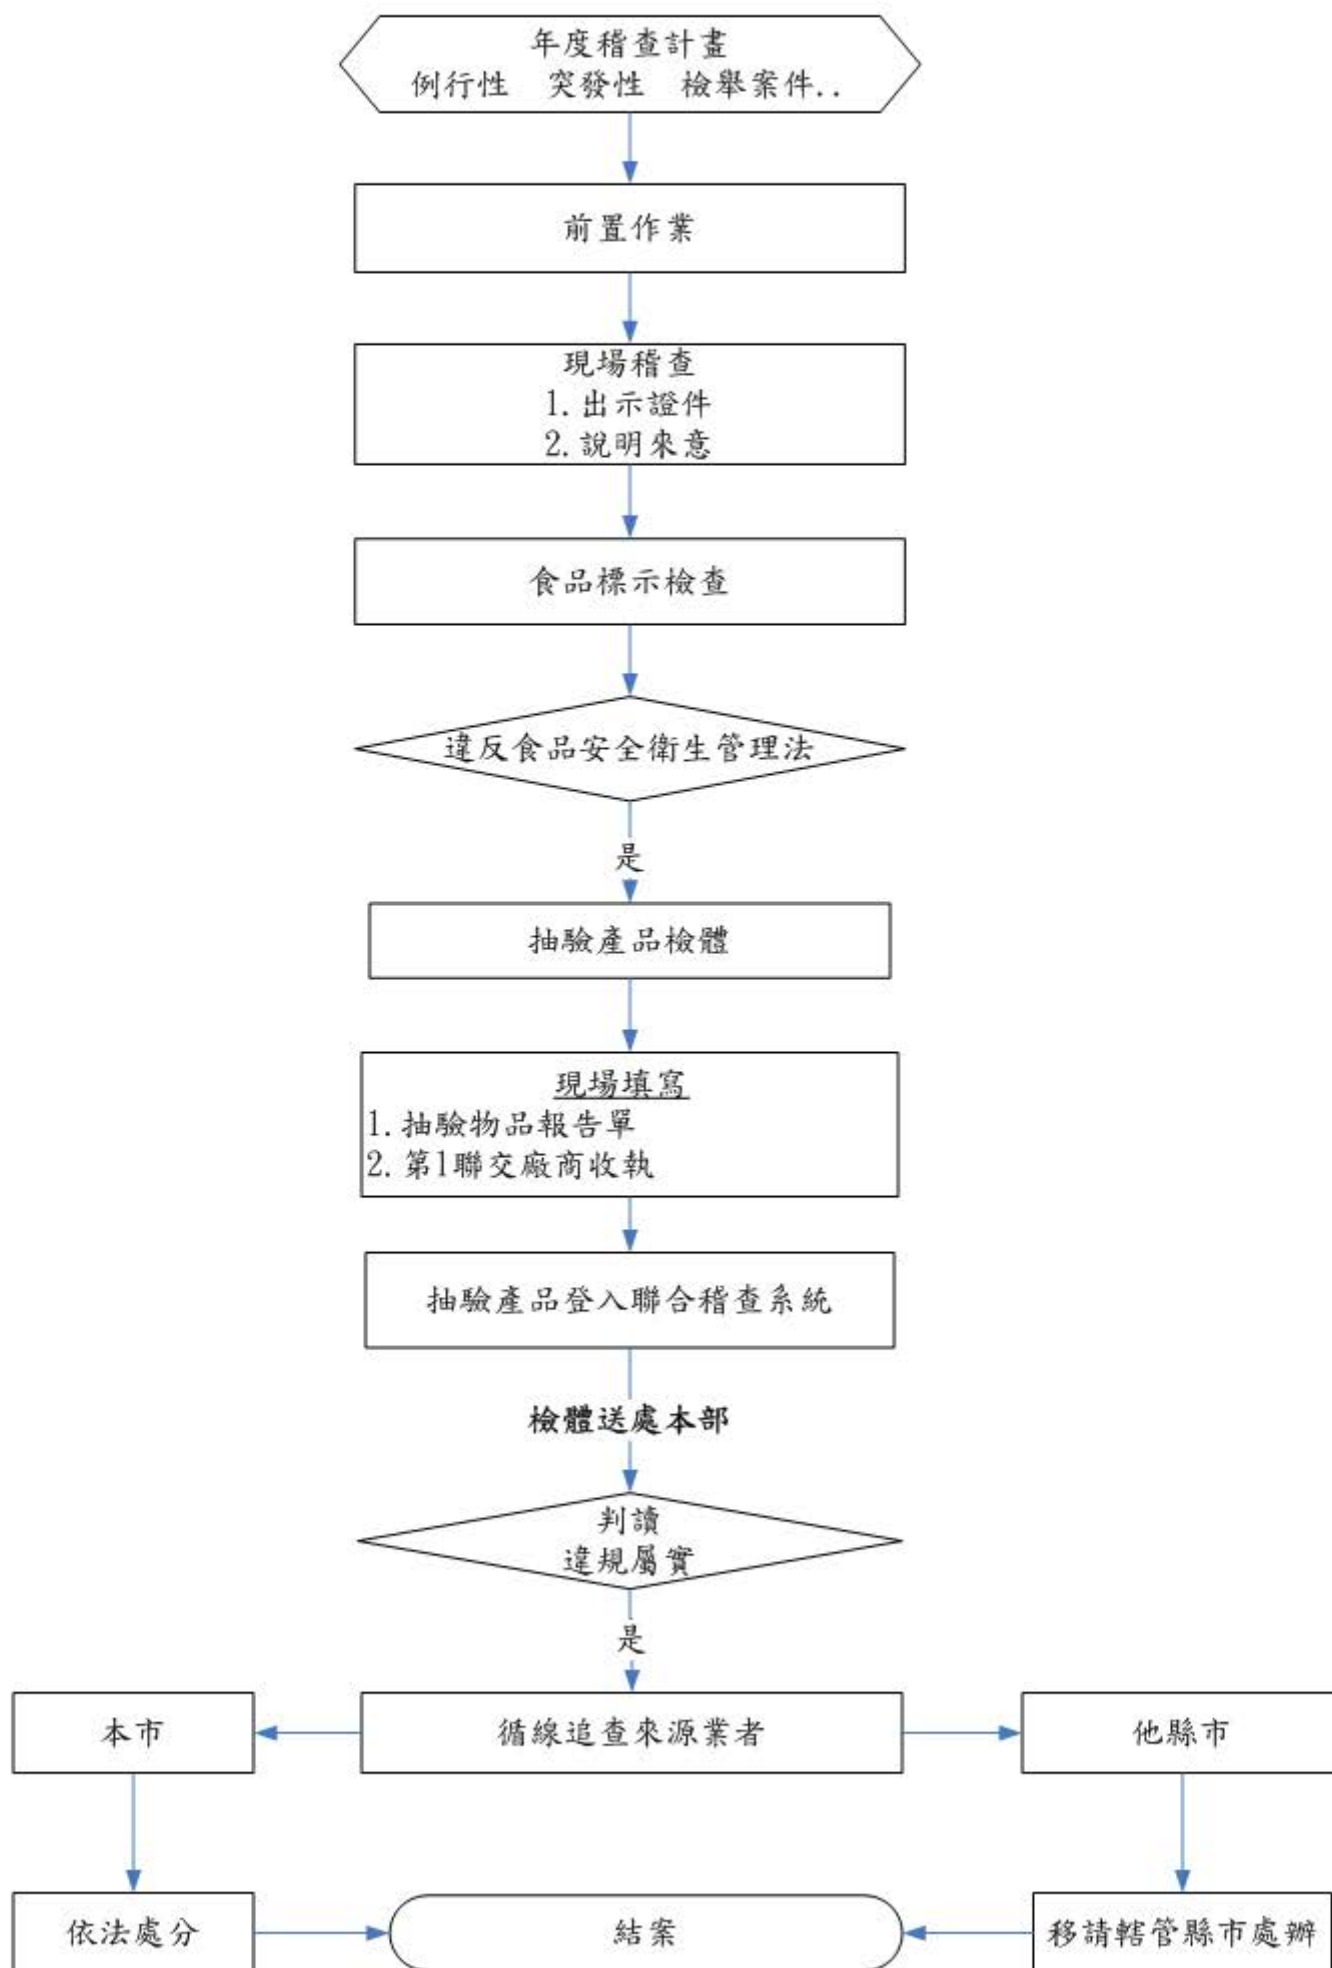 年度稽查計畫
例行性 突發性 檢舉案件..
前置作業
現場稽查
1.出示證件
2.說明來意
食品標示檢查
違反食品安全衛生管理法
是
抽驗產品檢體
現場填寫
1.抽驗物品報告單
2.第1聯交廠商收執
抽驗產品登入聯合稽查系統
檢體送處本部
判讀
違規屬實
是
本市
循線追查來源業者
他縣市
依法處分
結案
移請轄管縣市處辦